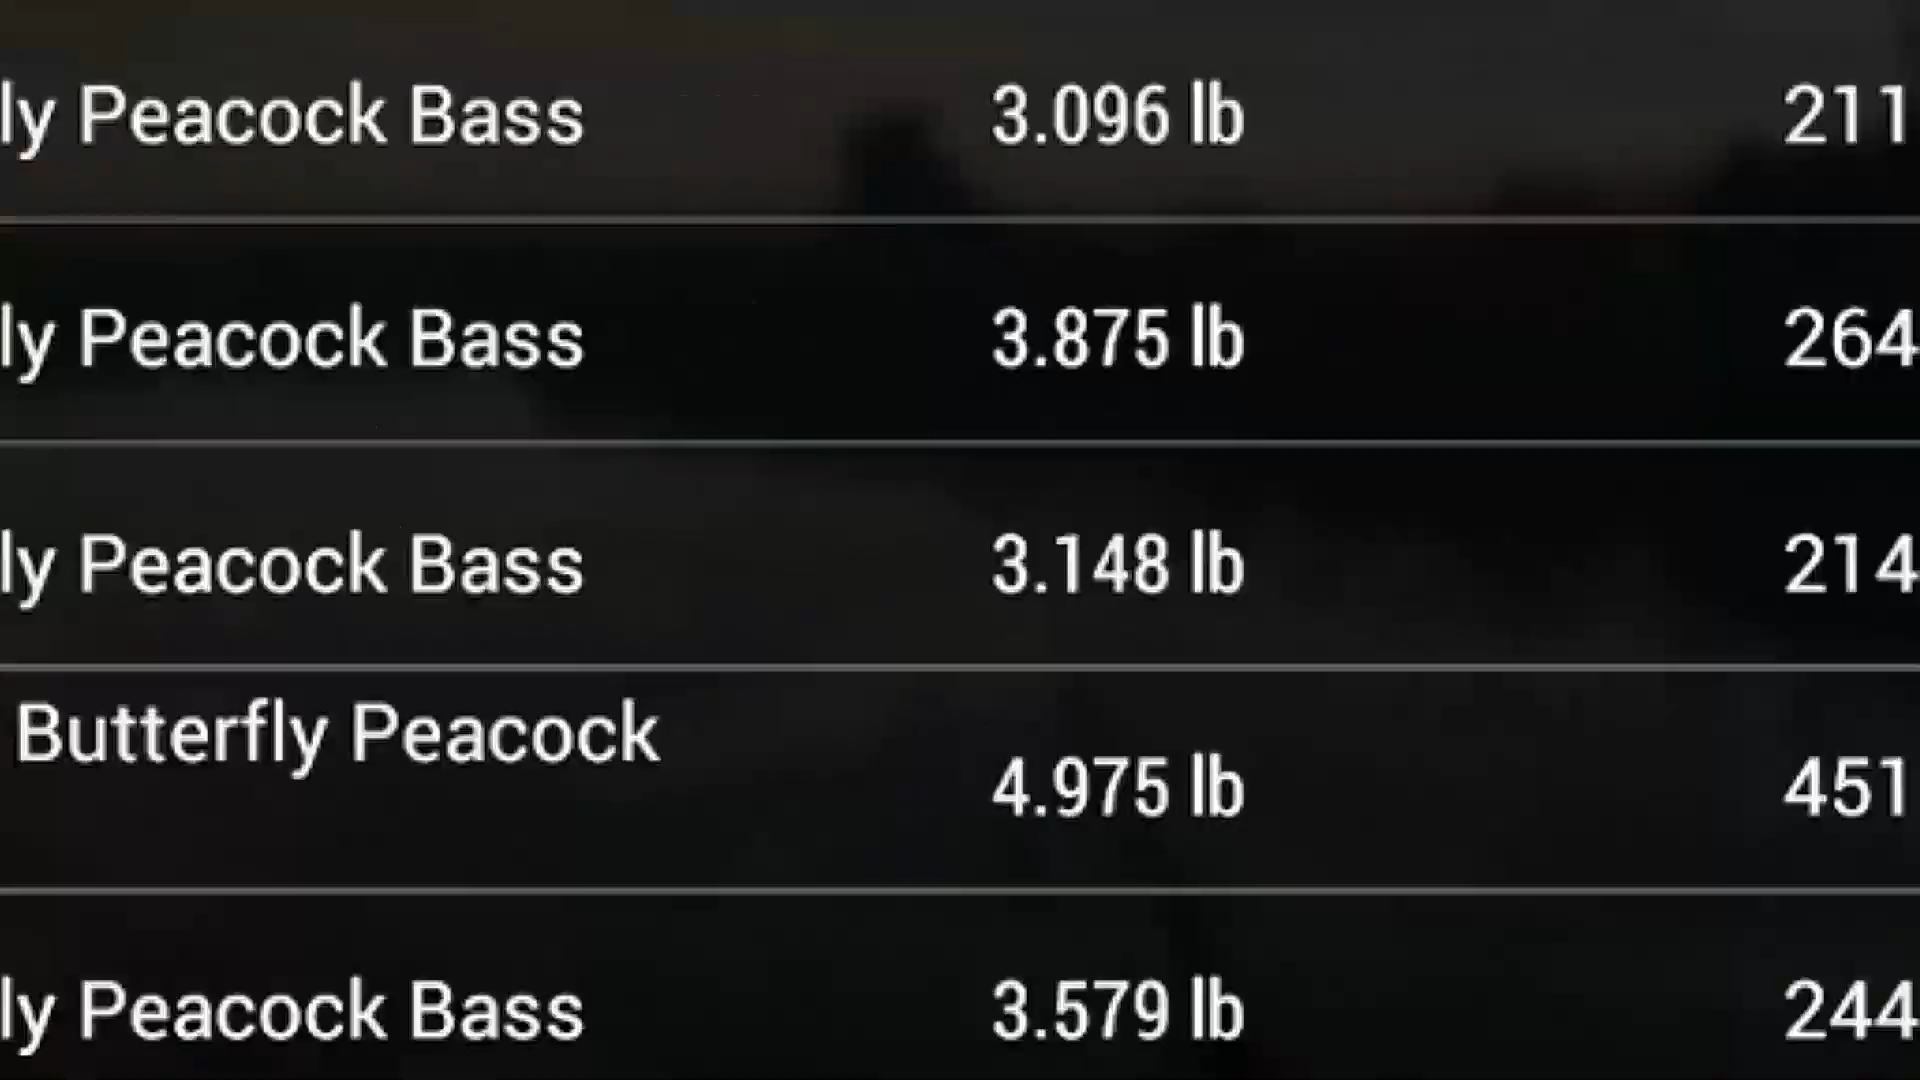 ly Peacock Bass 3.096 lb 211
ly Peacock Bass 3.875 lb 264
ly Peacock Bass 3.148 lb 214
Butterfly Peacock 4.975 lb 451
ly Peacock Bass 3.579 lb 244